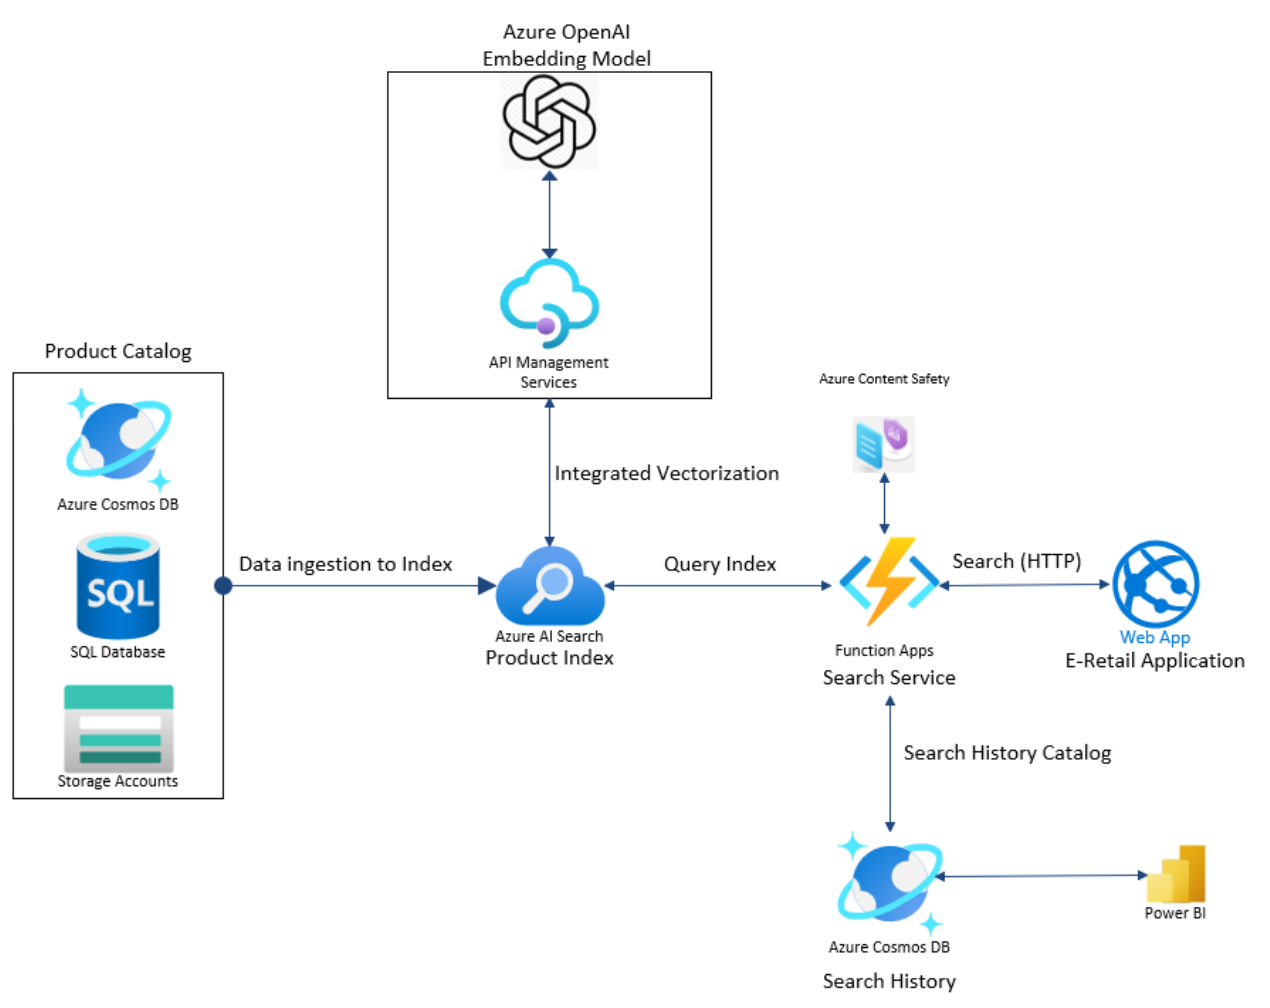 Azure OpenAI
Embedding Model
API Management
Services
Product Catalog
Azure Cosmos DB
SQL
SQL Database
Storage Accounts
Data ingestion to Index
Integrated Vectorization
Azure AI Search
Product Index
Query Index
Azure Content Safety
Function Apps
Search Service
Search (HTTP)
Web App
E-Retail Application
Search History Catalog
Azure Cosmos DB
Search History
Power BI